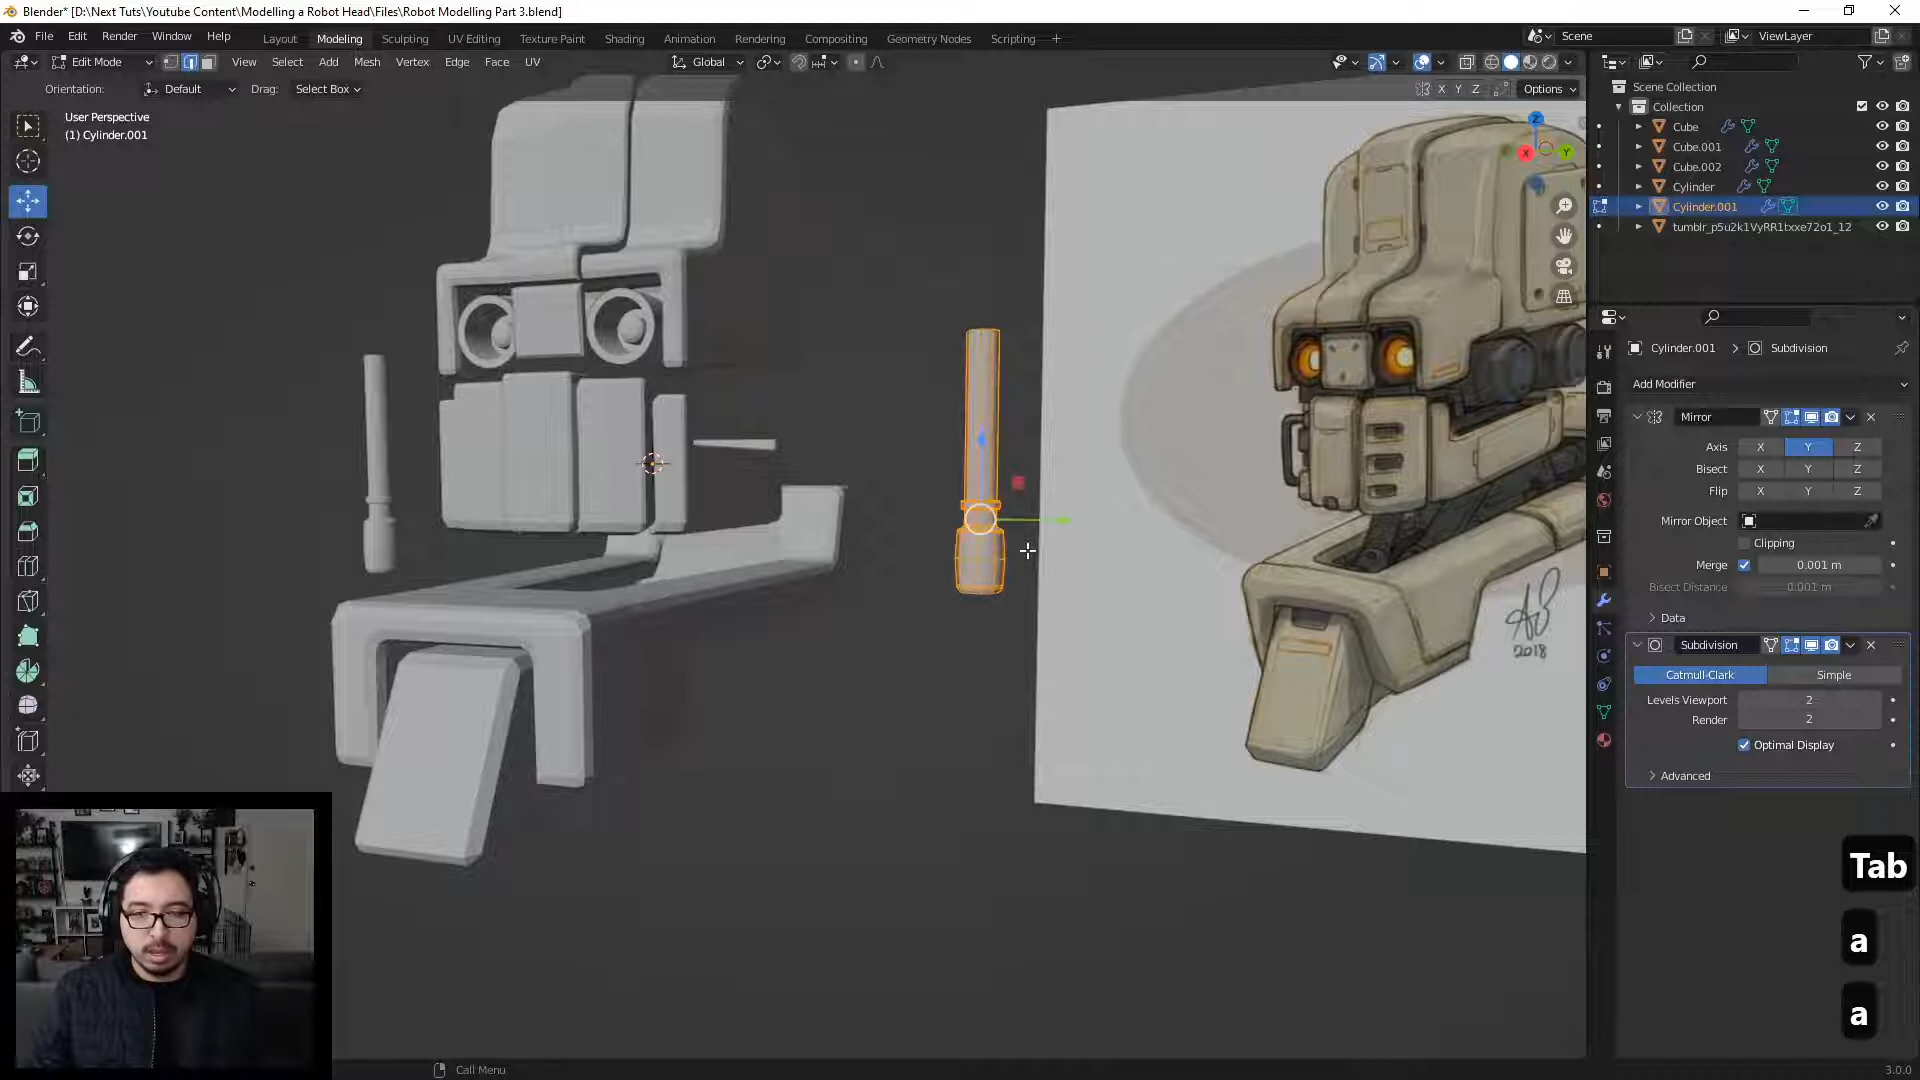 Blender* [D:\Next Tuts\Youtube Content\Modelling a Robot Head\Files\Robot Modelling Part 3.blend]
File Edit Render Window Help Layout Modeling Sculpting UV Editing Texture Paint Shading Animation Rendering Compositing Geometry Nodes Scripting + Scene ViewLayer
Edit Mode View Select Add Mesh Vertex Edge Face UV Global
Orientation: Default Drag: Select Box X Y Z Options
User Perspective
(1) Cylinder.001
Scene Collection
Collection
Cube
Cube.001
Cube.002
Cylinder
Cylinder.001
tumblr_p5u2k1VyRR1txxe72o1_12
Z
X Y
Cylinder.001 > Subdivision
Add Modifier
Mirror
Axis X Y Z
Bisect X Y Z
Flip X Y Z
Mirror Object
Clipping
Merge 0.001 m
Bisect Distance 0.001 m
> Data
Subdivision
Catmull-Clark Simple
Levels Viewport 2
Render 2
Optimal Display
> Advanced
2018
Tab
a
a
Call Menu
3.0.0